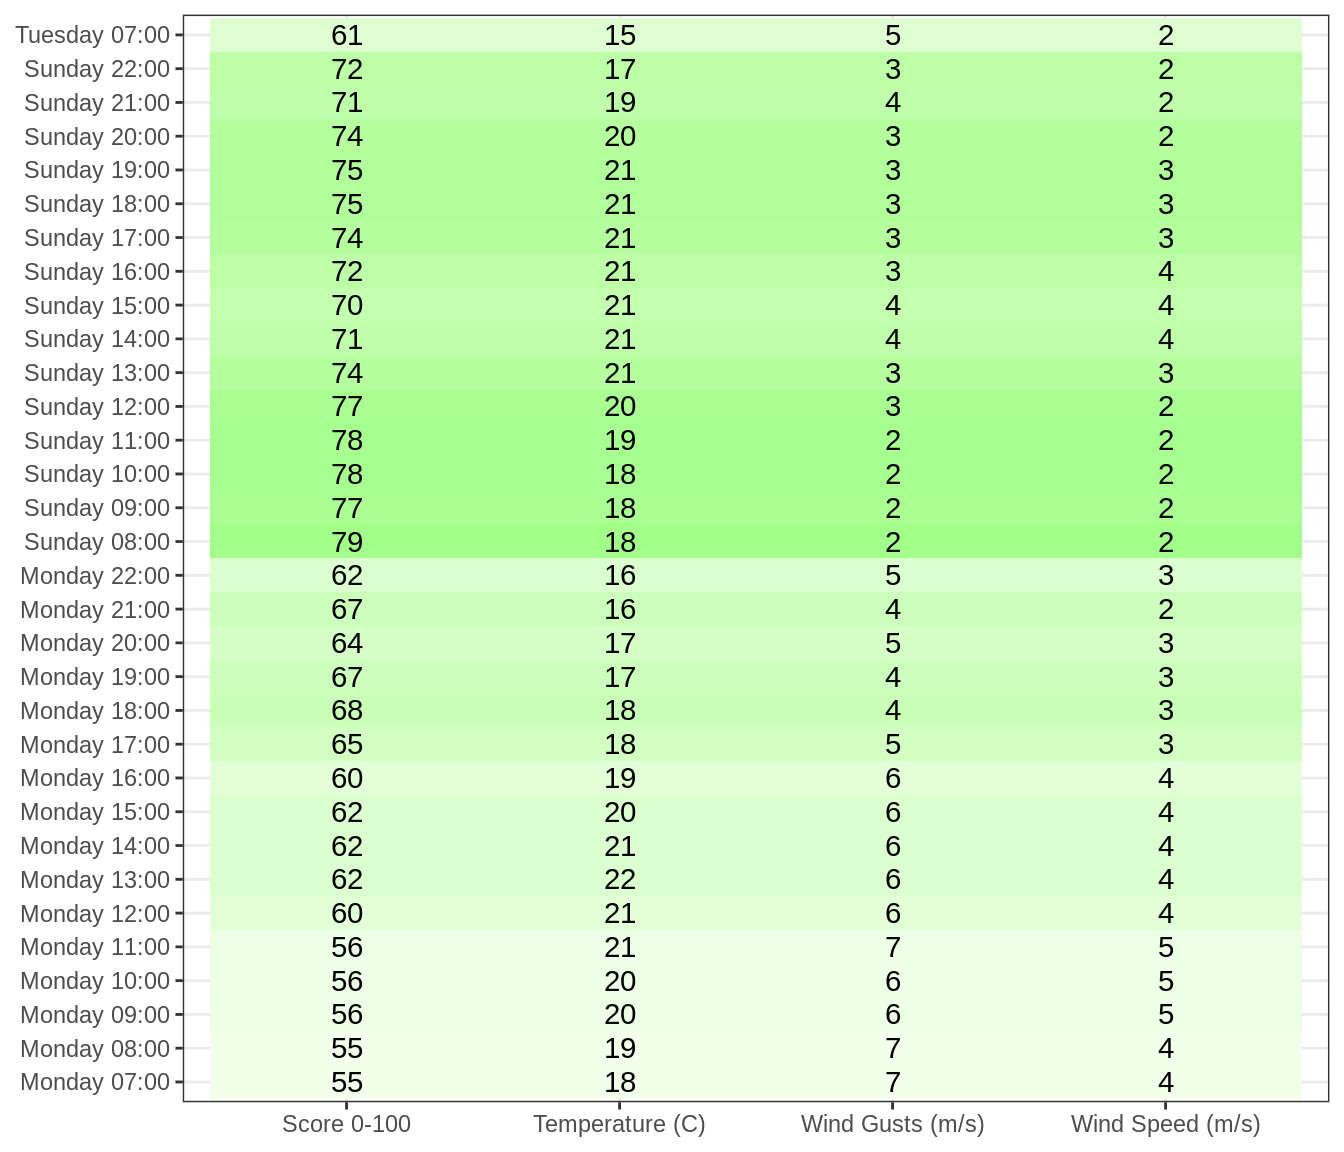 Tuesday 07:00 61 15 5 2
Sunday 22:00 72 17 3 2
Sunday 21:00 71 19 4 2
Sunday 20:00 74 20 3 2
Sunday 19:00 75 21 3 3
Sunday 18:00 75 21 3 3
Sunday 17:00 74 21 3 3
Sunday 16:00 72 21 3 4
Sunday 15:00 70 21 4 4
Sunday 14:00 71 21 4 4
Sunday 13:00 74 21 3 3
Sunday 12:00 77 20 3 2
Sunday 11:00 78 19 2 2
Sunday 10:00 78 18 2 2
Sunday 09:00 77 18 2 2
Sunday 08:00 79 18 2 2
Monday 22:00 62 16 5 3
Monday 21:00 67 16 4 2
Monday 20:00 64 17 5 3
Monday 19:00 67 17 4 3
Monday 18:00 68 18 4 3
Monday 17:00 65 18 5 3
Monday 16:00 60 19 6 4
Monday 15:00 62 20 6 4
Monday 14:00 62 21 6 4
Monday 13:00 62 22 6 4
Monday 12:00 60 21 6 4
Monday 11:00 56 21 7 5
Monday 10:00 56 20 6 5
Monday 09:00 56 20 6 5
Monday 08:00 55 19 7 4
Monday 07:00 55 18 7 4
Score 0-100 Temperature (C) Wind Gusts (m/s) Wind Speed (m/s)